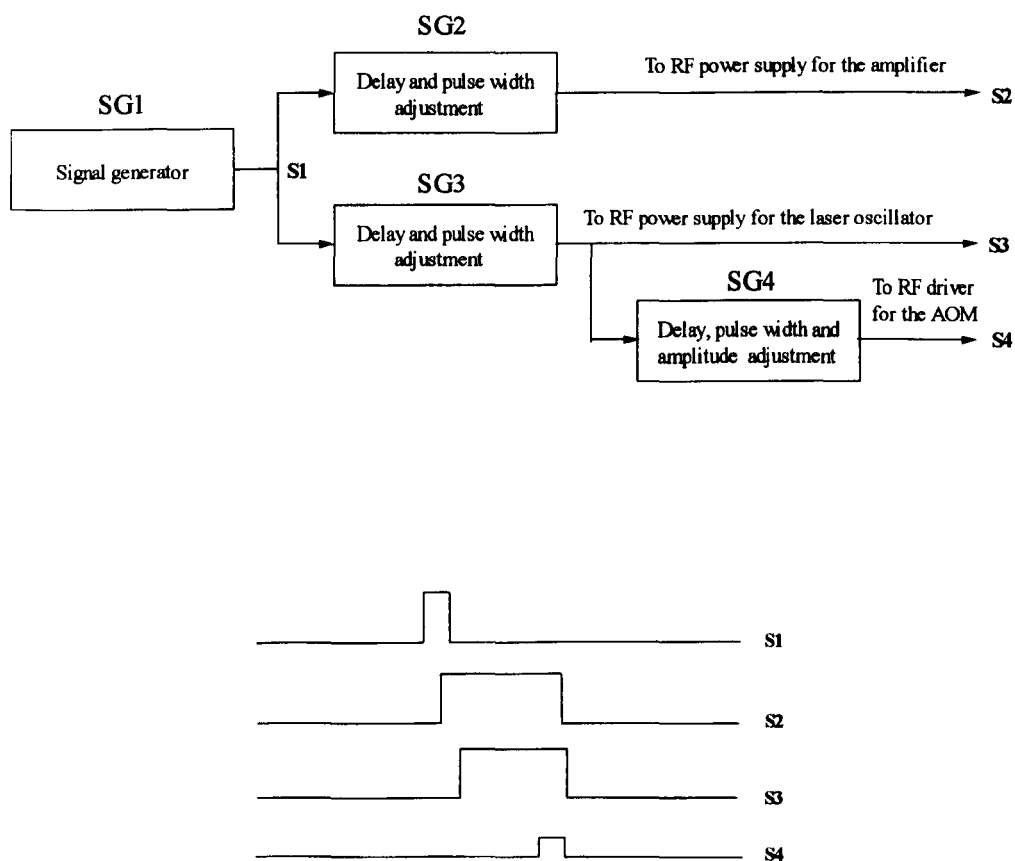 SG2
Delay and pulse width
adjustment
To RF power supply for the amplifier
S2
SG1
Signal generator
S1
SG3
Delay and pulse width
adjustment
To RF power supply for the laser oscillator
S3
SG4
Delay, pulse width and
amplitude adjustment
To RF driver
for the AOM
S4
S1
S2
S3
S4